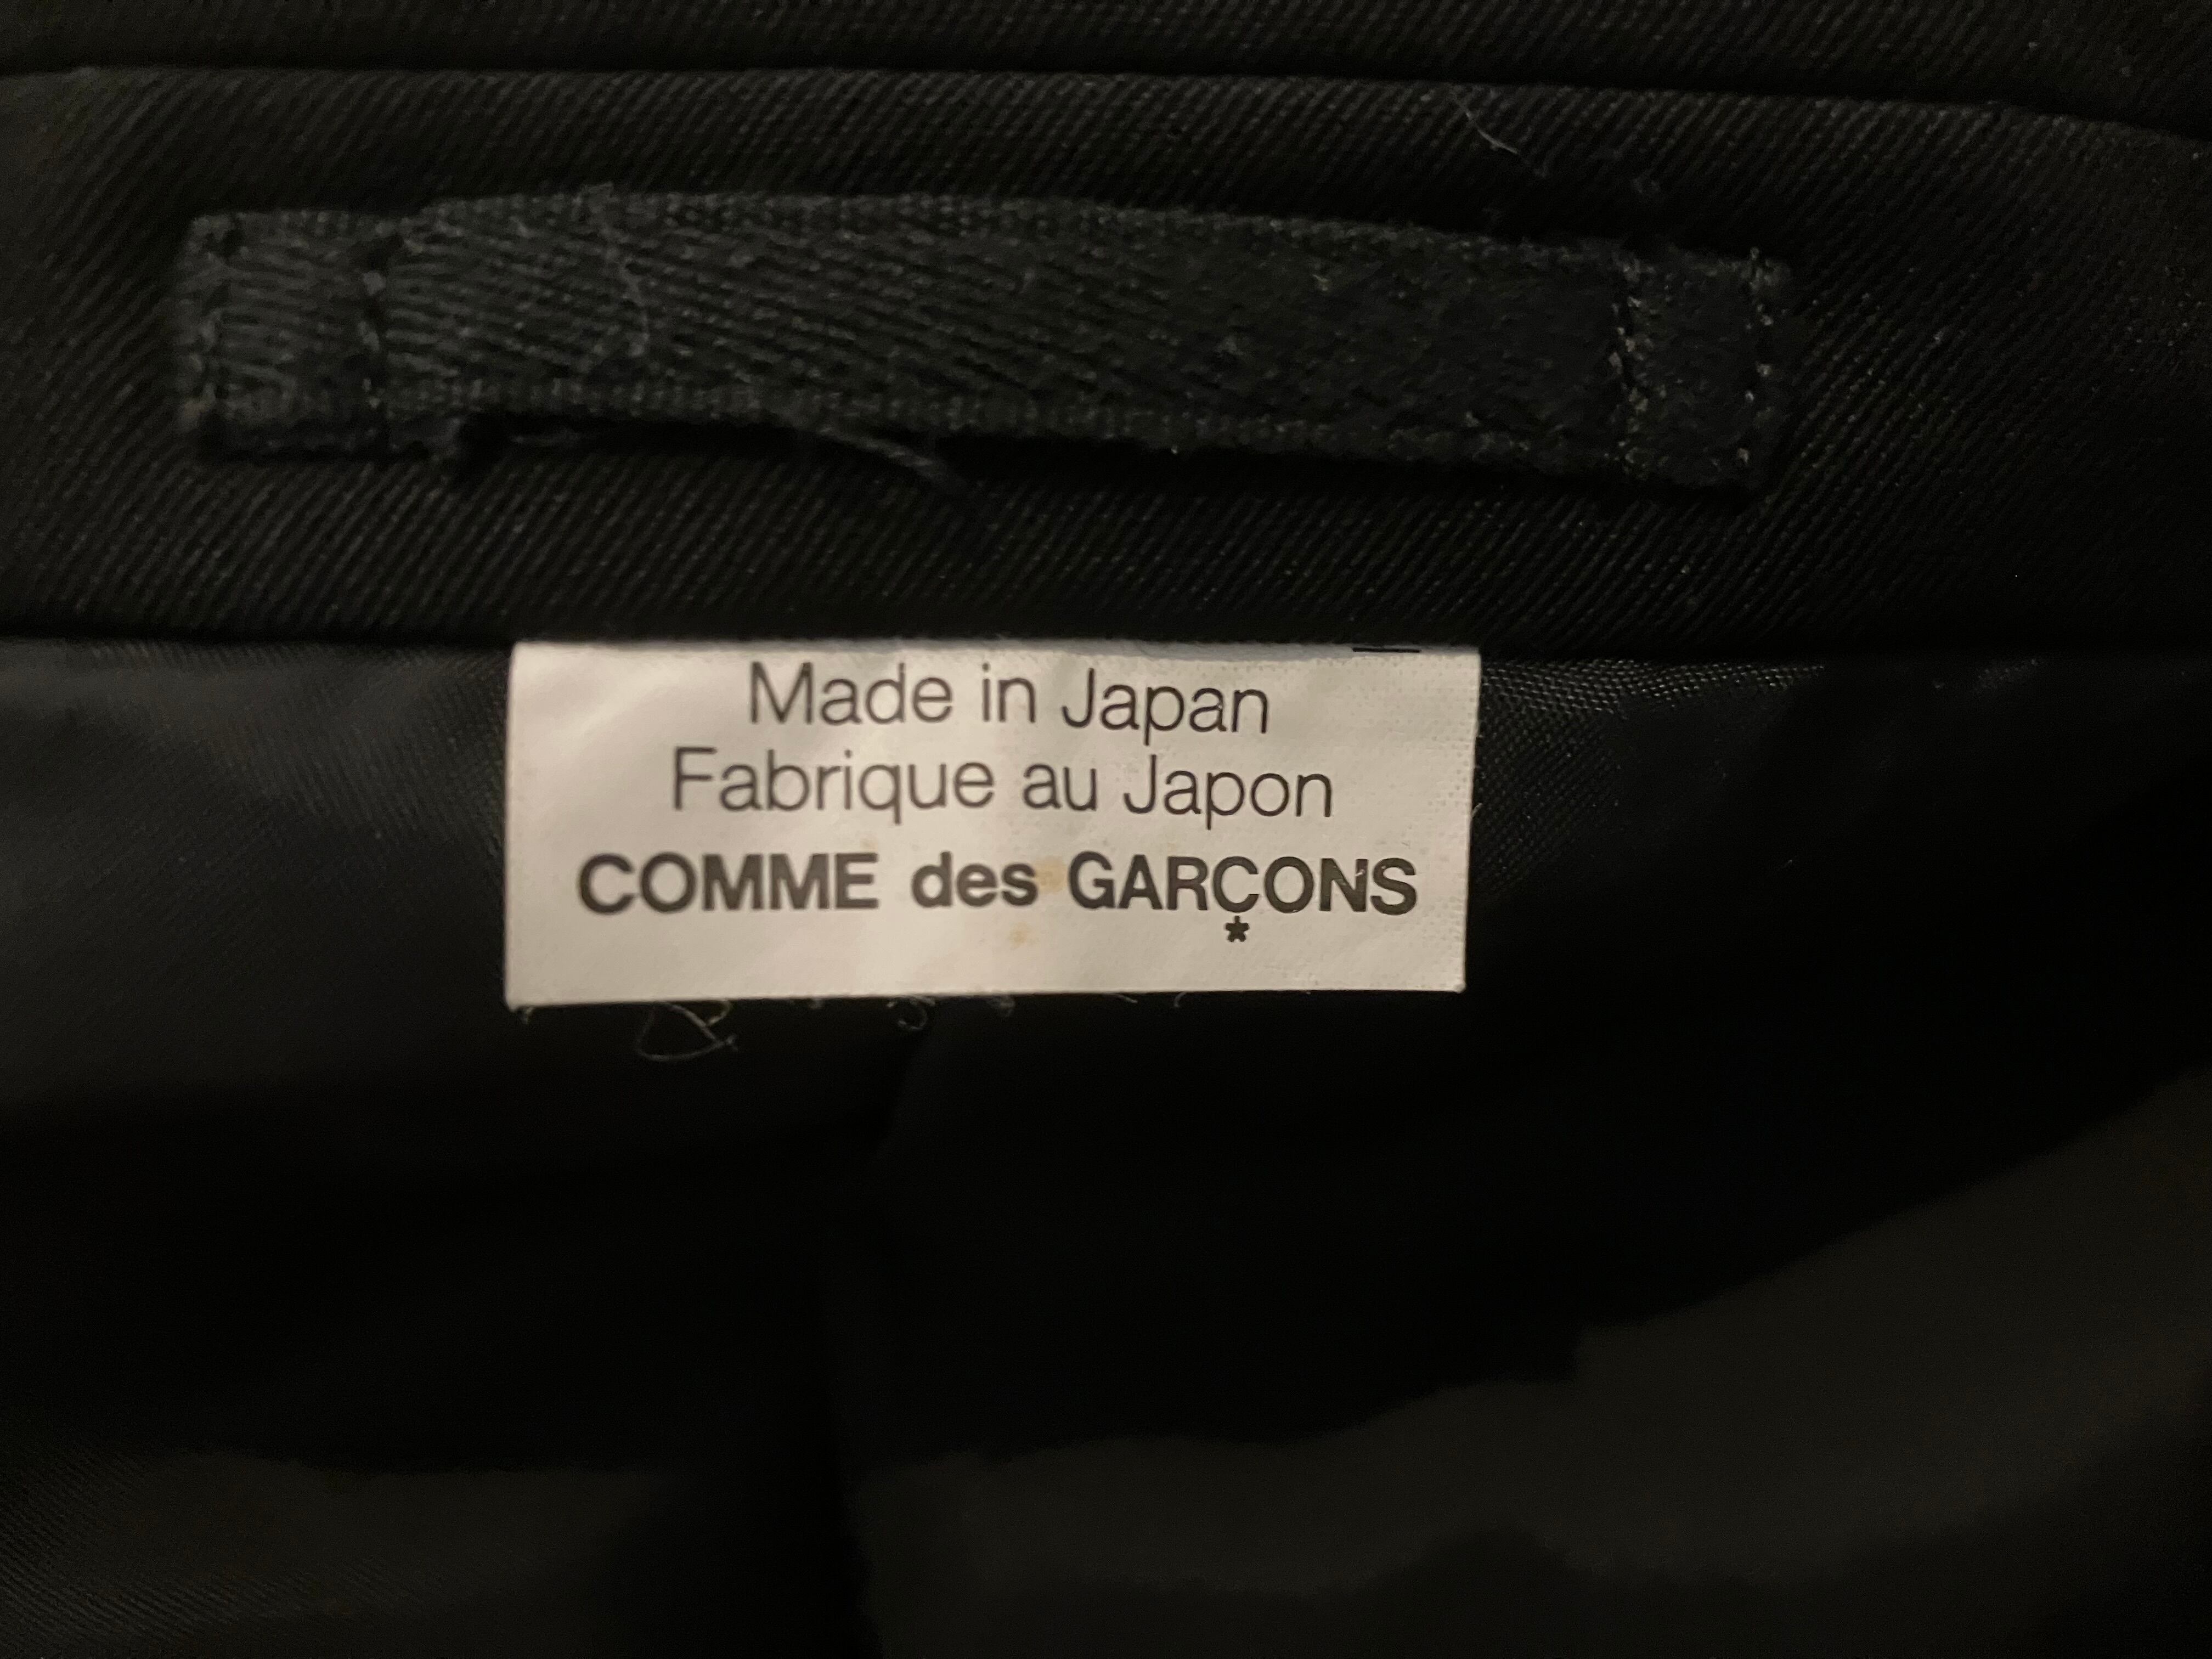 Made in Japan
Fabrique au Japon
COMME des GARÇONS
*